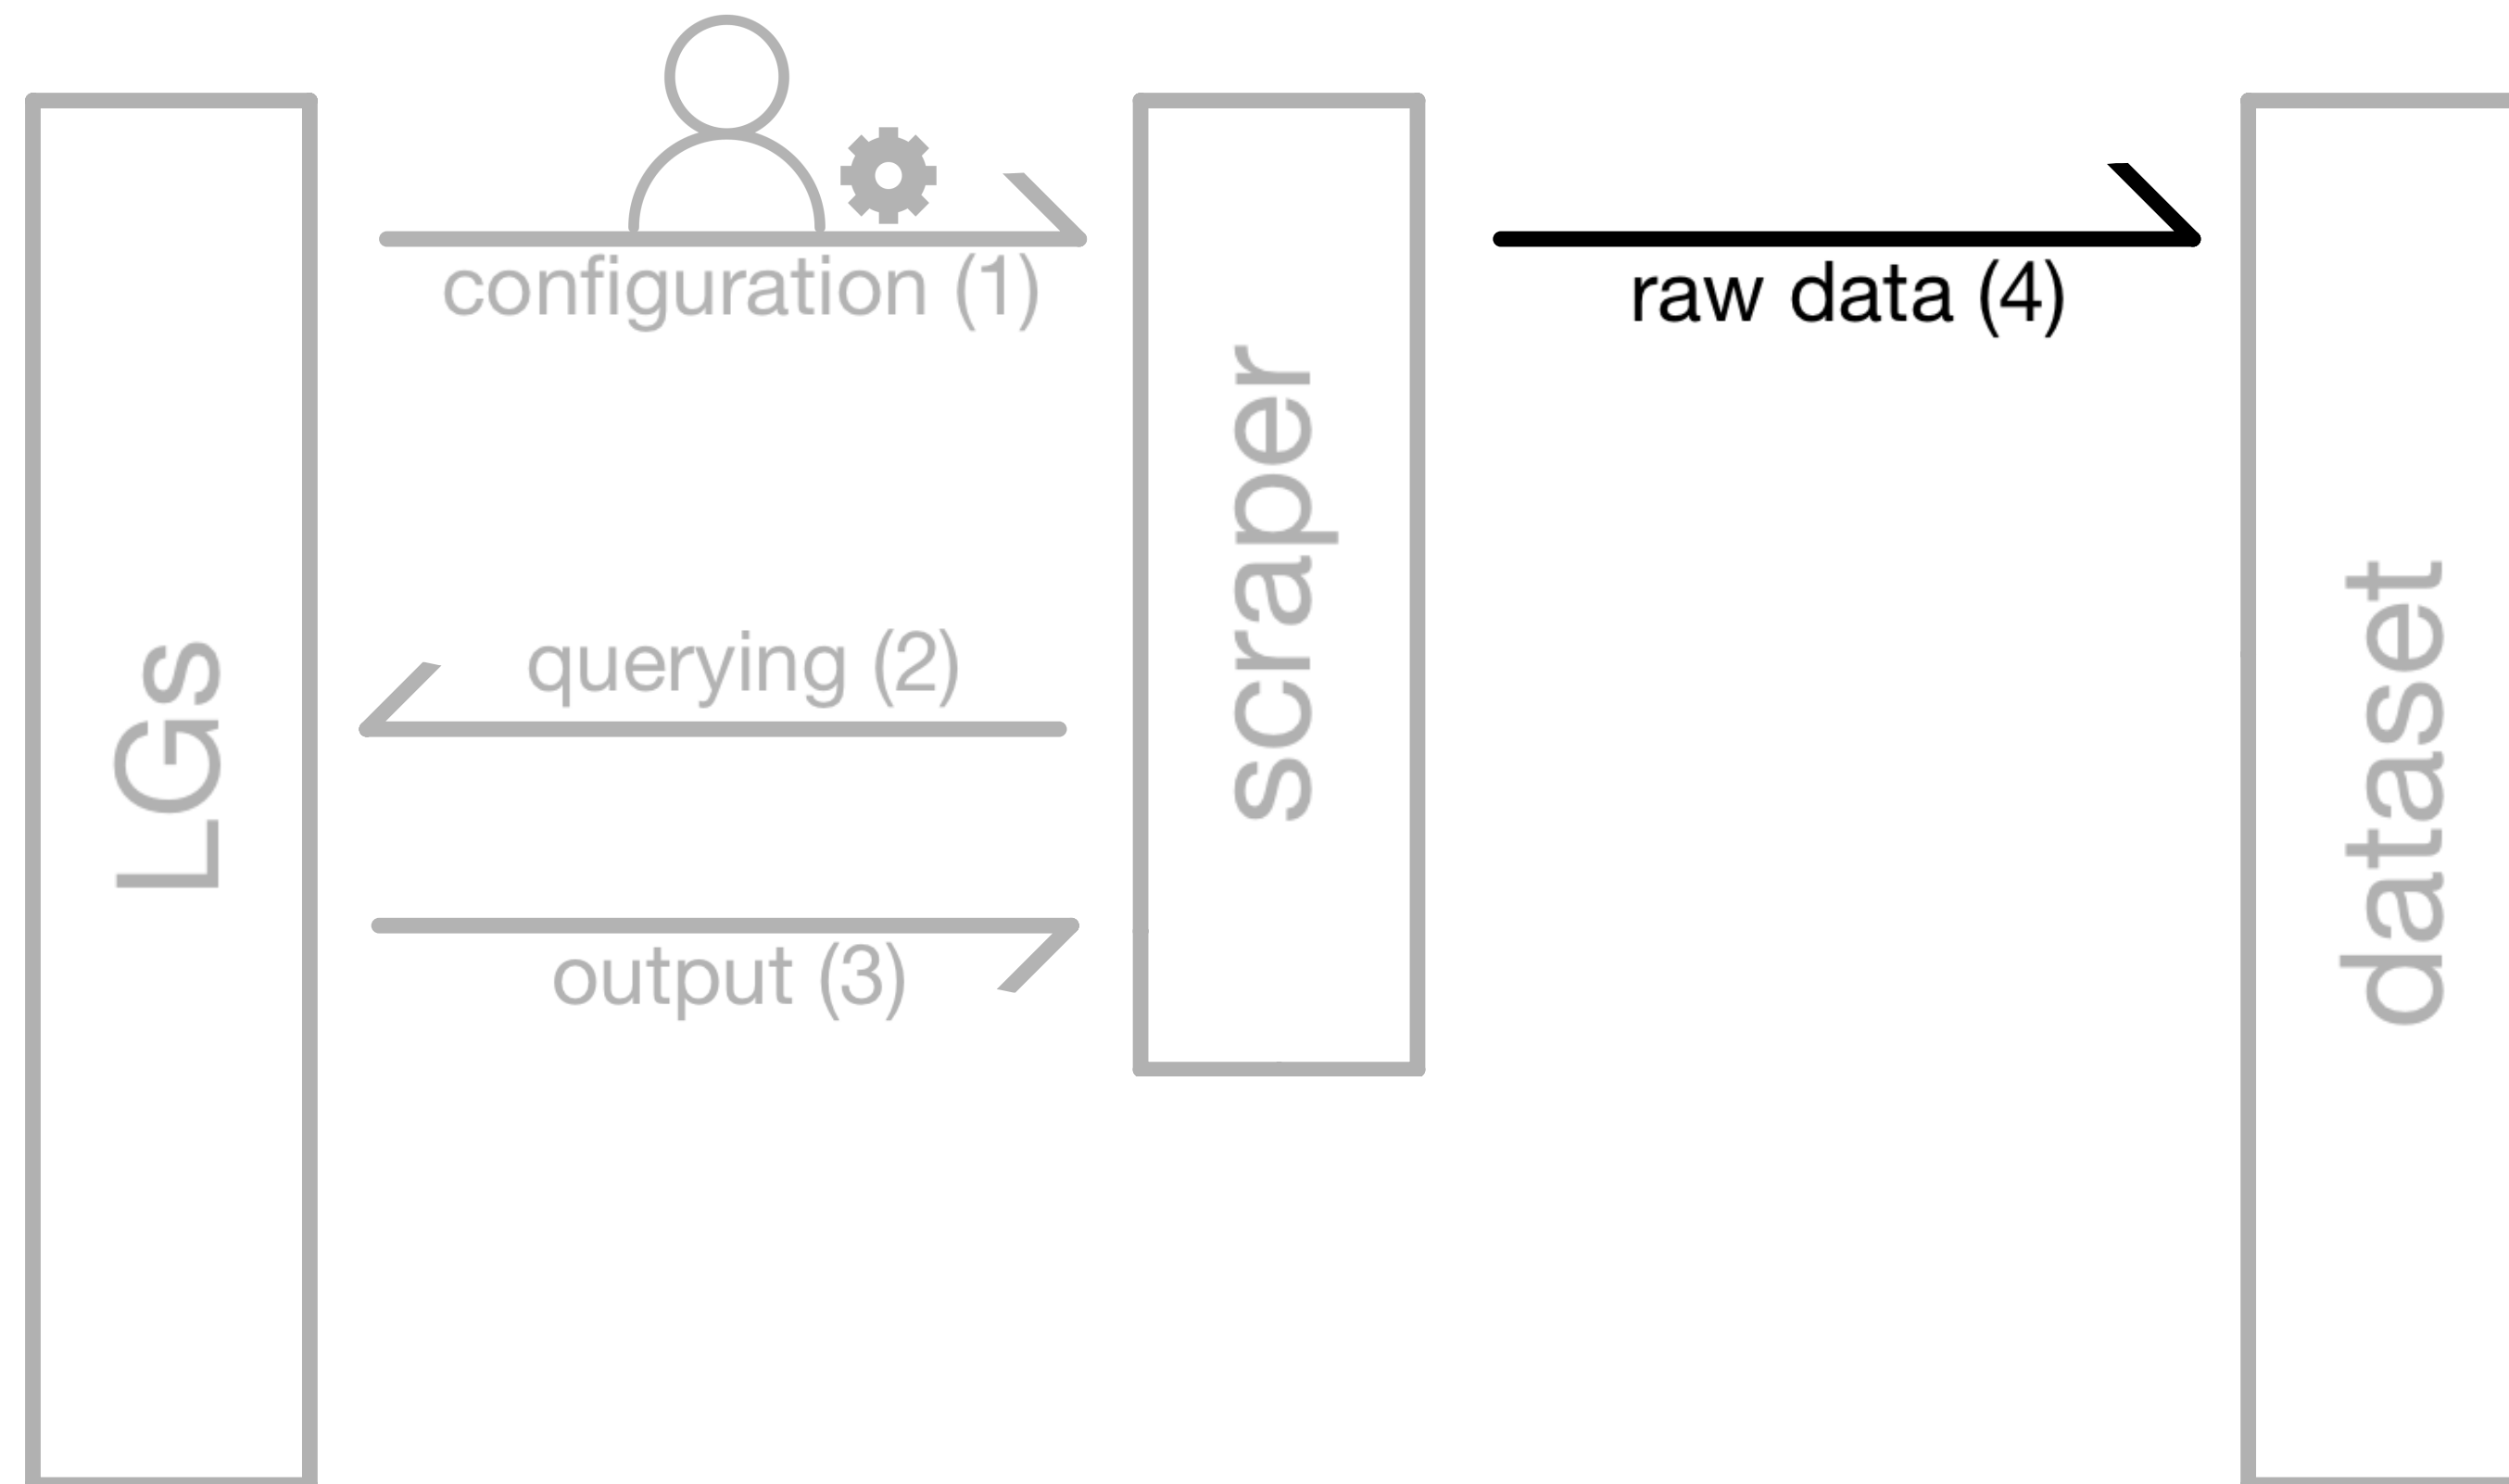 LGs
configuration (1)
querying (2)
output (3)
scraper
raw data (4)
dataset